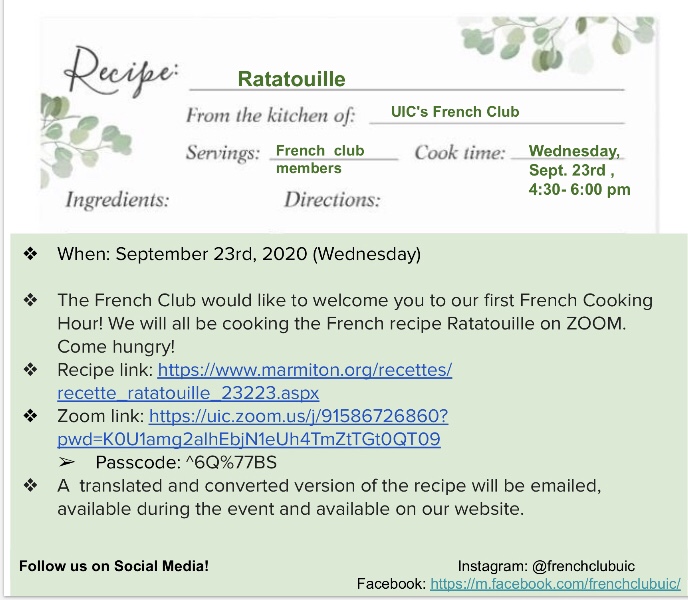 Recipe: Ratatouille
From the kitchen of: UIC's French Club
Servings: French club members Cook time: Wednesday, Sept. 23rd , 4:30- 6:00 pm
Ingredients: Directions:
❖ When: September 23rd, 2020 (Wednesday)
❖ The French Club would like to welcome you to our first French Cooking
Hour! We will all be cooking the French recipe Ratatouille on ZOOM.
Come hungry!
❖ Recipe link: https://www.marmiton.org/recettes/
recette_ratatouille_23223.aspx
❖ Zoom link: https://uic.zoom.us/j/91586726860?
pwd=K0U1amg2alhEbjN1eUh4TmZtTGt0QT09
➢ Passcode: ^6Q%77BS
❖ A translated and converted version of the recipe will be emailed,
available during the event and available on our website.
Follow us on Social Media! Instagram: @frenchclubuic
Facebook: https://m.facebook.com/frenchclubuic/